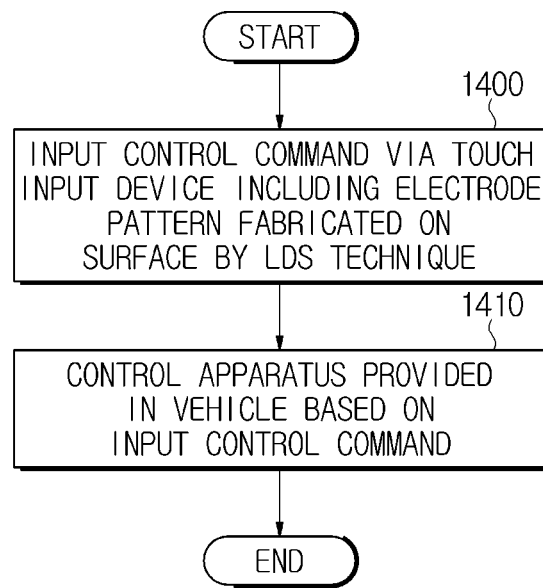 START
1400
INPUT CONTROL COMMAND VIA TOUCH
INPUT DEVICE INCLUDING ELECTRODE
PATTERN FABRICATED ON
SURFACE BY LDS TECHNIQUE
1410
CONTROL APPARATUS PROVIDED
IN VEHICLE BASED ON
INPUT CONTROL COMMAND
END